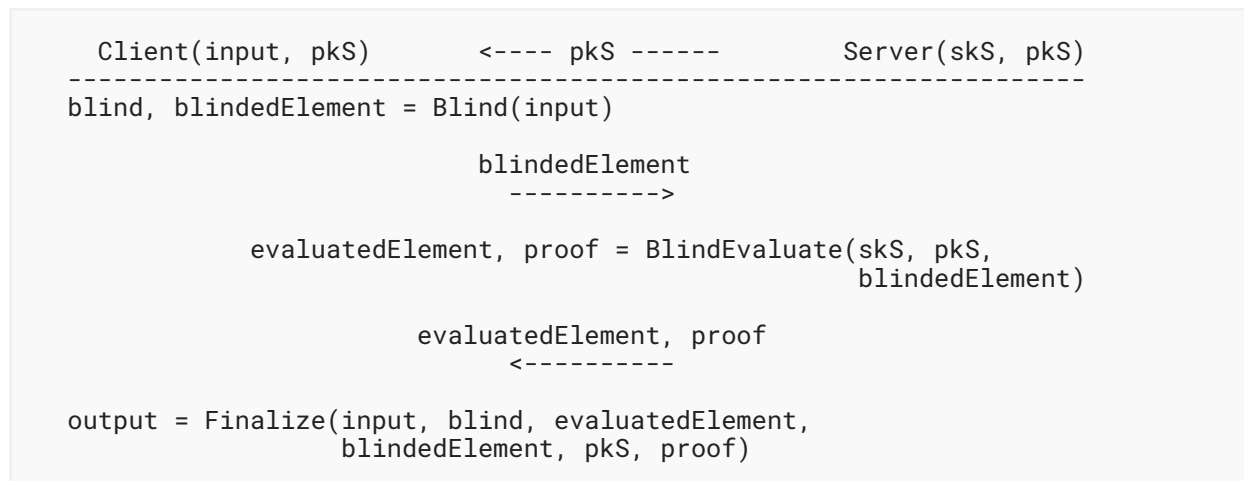 Client(input, pkS)       <---- pkS ------        Server(skS, pkS)
-------------------------------------------------------------------
blind, blindedElement = Blind(input)
blindedElement
---------->
evaluatedElement, proof = BlindEvaluate(skS, pkS,
blindedElement)
evaluatedElement, proof
<----------
output = Finalize(input, blind, evaluatedElement,
blindedElement, pkS, proof)